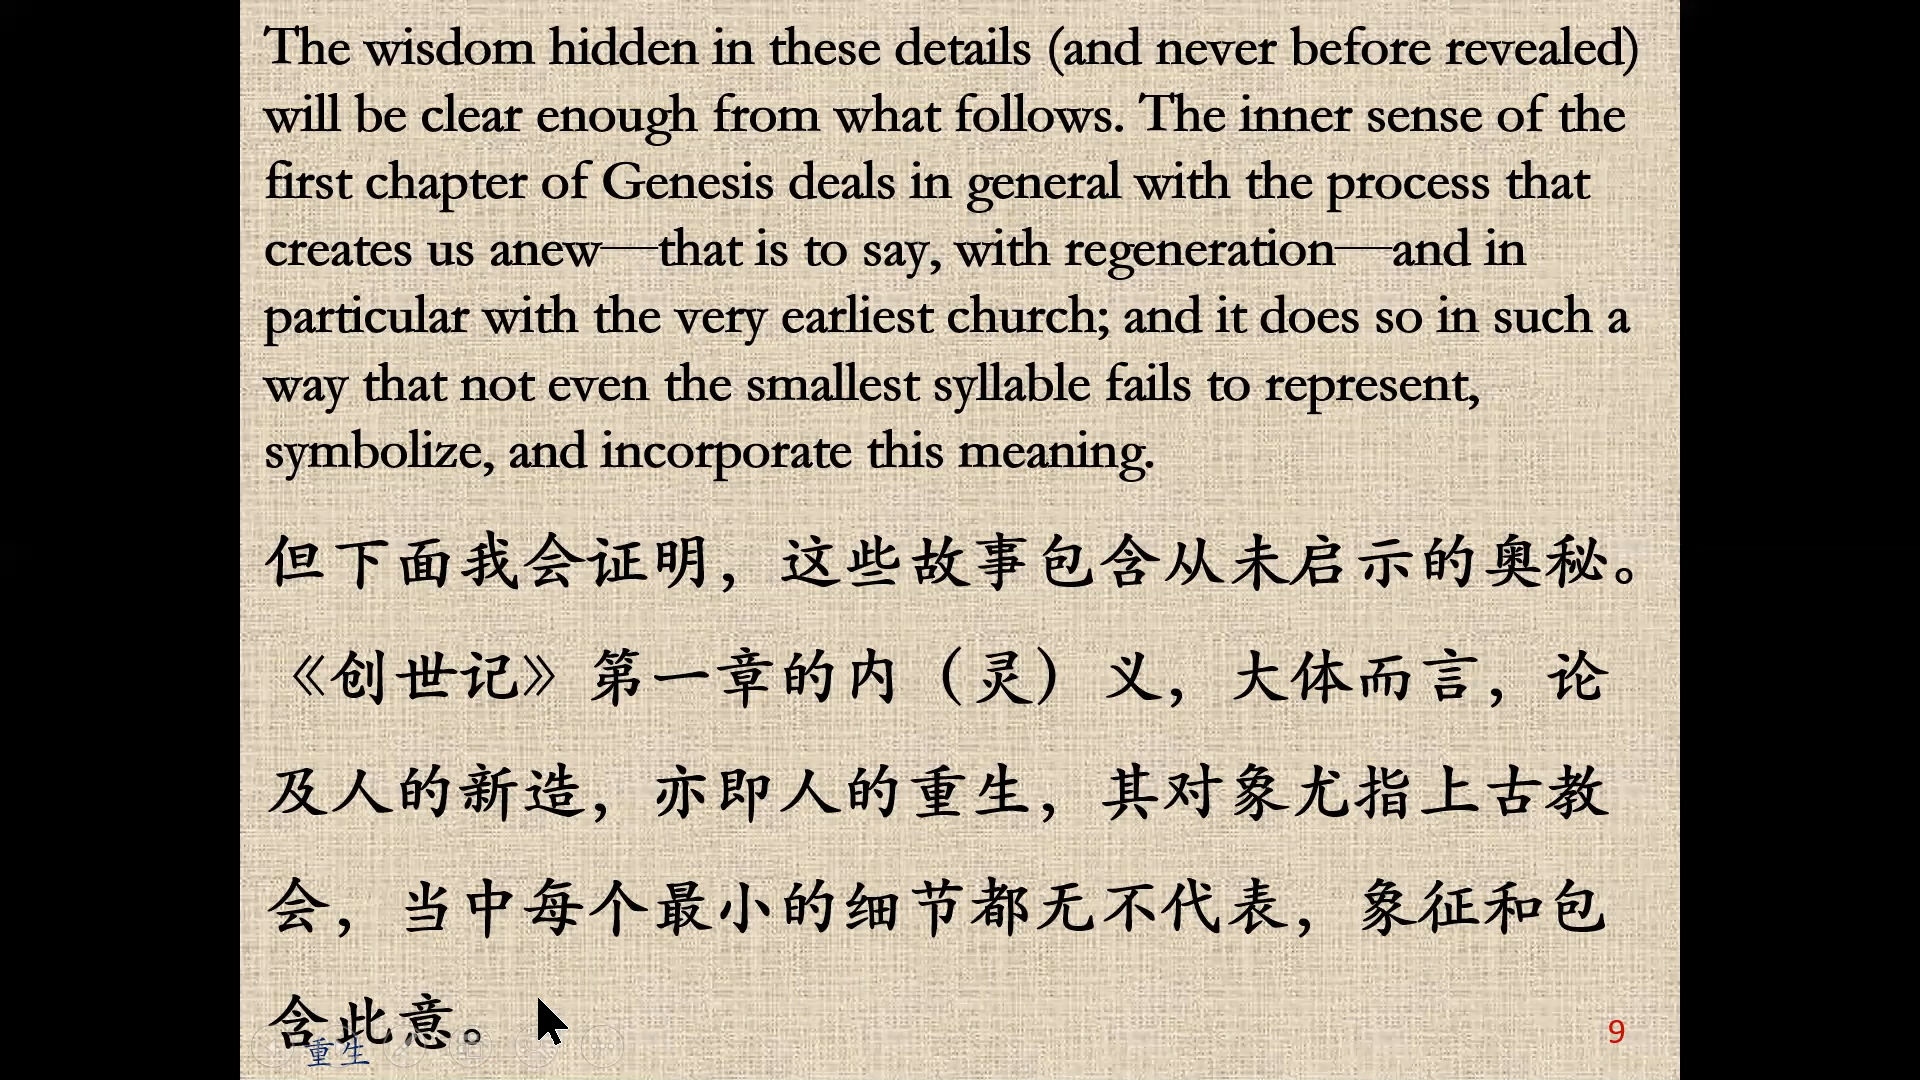 The wisdom hidden in these details (and never before revealed)
will be clear enough from what follows. The inner sense of the
first chapter of Genesis deals in general with the process that
creates us anew—that is to say, with regeneration—and in
particular with the very earliest church; and it does so in such a
way that not even the smallest syllable fails to represent,
symbolize, and incorporate this meaning.
但下面我会证明，这些故事包含从未启示的奥秘。
《创世记》第一章的内（灵）义，大体而言，论
及人的新造，亦即人的重生，其对象尤指上古教
会，当中每个最小的细节都无不代表，象征和包
含此意。
重生
9